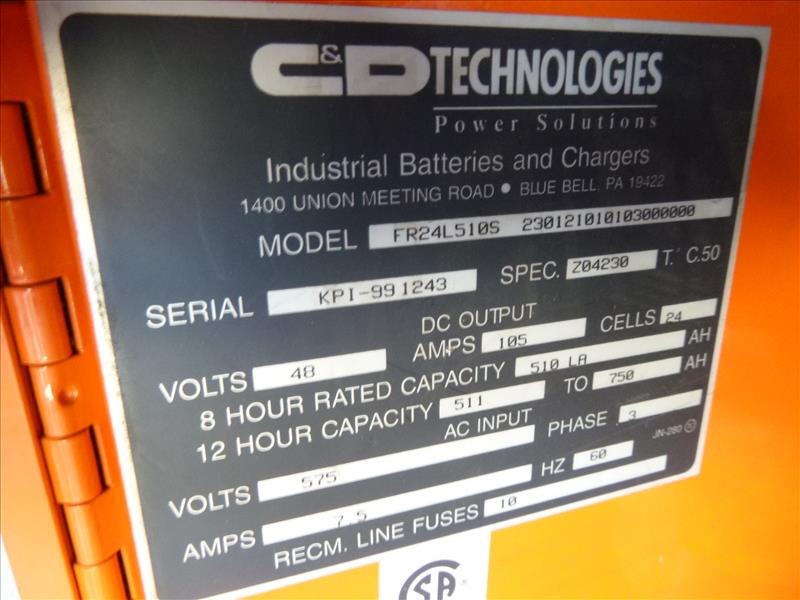 C&D TECHNOLOGIES
Power Solutions
Industrial Batteries and Chargers
1400 UNION MEETING ROAD • BLUE BELL, PA 19422
MODEL FR24L510S 230121010103000000
SERIAL KPI-991243 SPEC. Z04230 T.°C.50
DC OUTPUT
VOLTS 48 AMPS 105 CELLS 24
8 HOUR RATED CAPACITY 510 LA AH
12 HOUR CAPACITY 511 TO 750 AH
AC INPUT
VOLTS 575 PHASE 3
JN-280
AMPS 7.5 HZ 60
RECM. LINE FUSES 10
SA